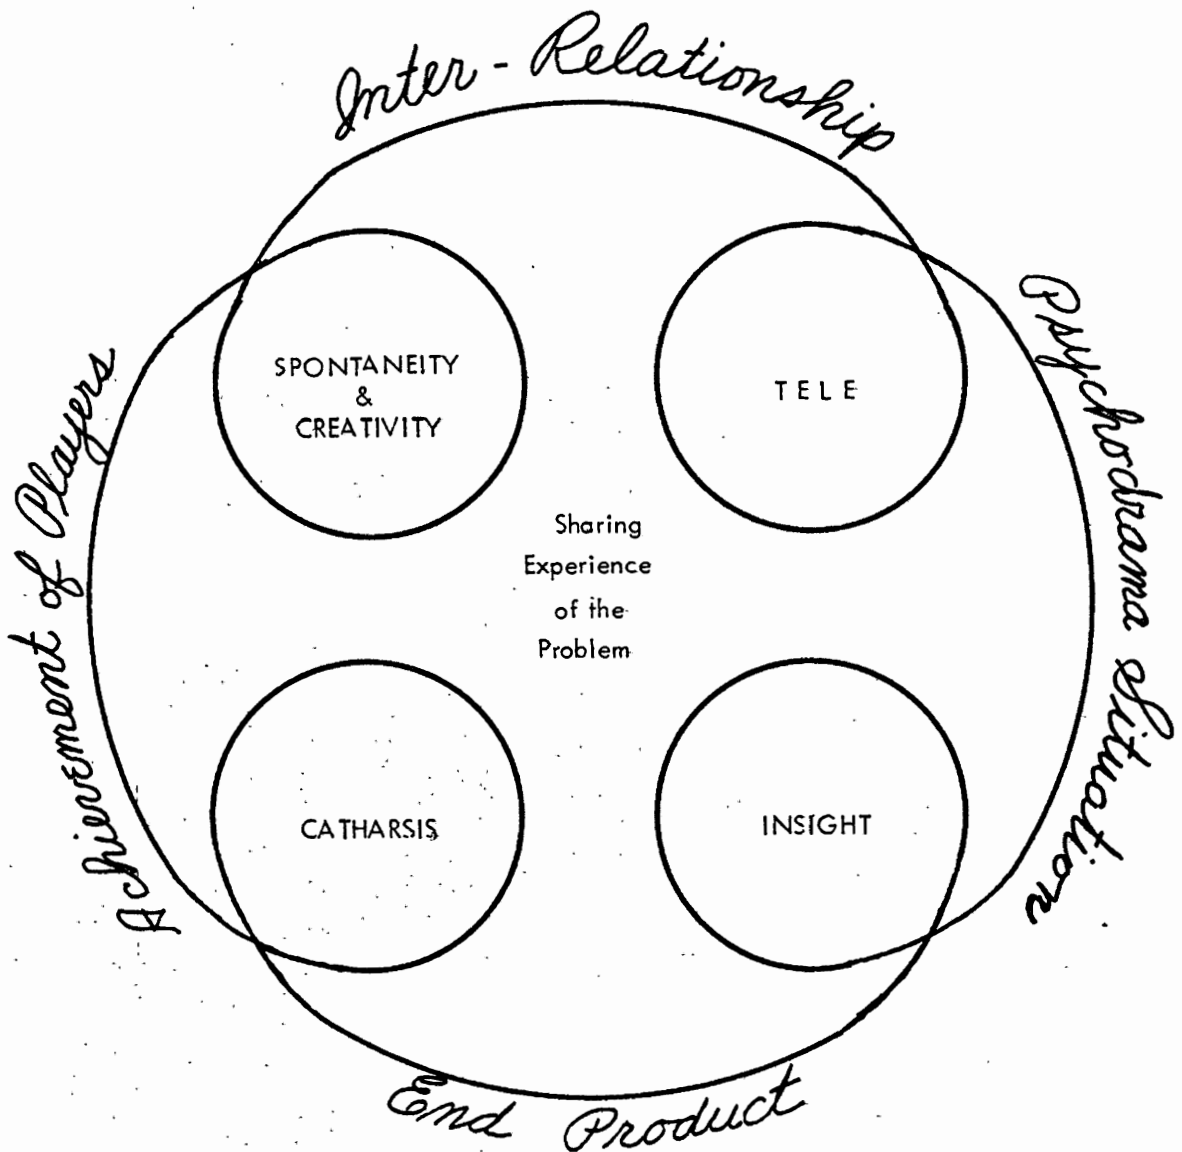 Inter-Relationship
Achievement of Players
Psychodrama Situation
SPONTANEITY
&
CREATIVITY
TELE
Sharing
Experience
of the
Problem
CATHARSIS
INSIGHT
End Product